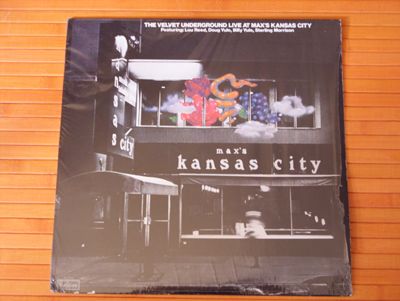 THE VELVET UNDERGROUND LIVE AT MAX'S KANSAS CITY
Featuring: Lou Reed, Doug Yule, Billy Yule, Sterling Morrison
kansas
city
max's
kansas city